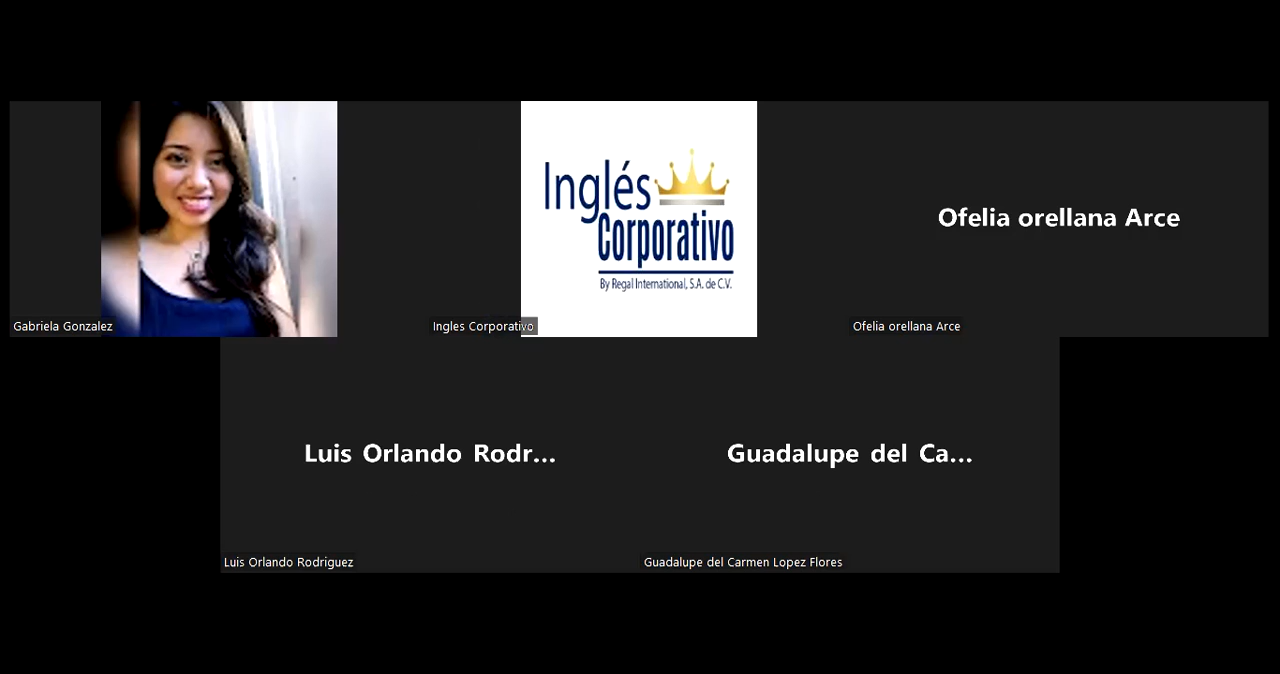 Gabriela Gonzalez
Inglés
Corporativo
By Regal International, S.A. de C.V.
Ingles Corporativo
Ofelia orellana Arce
Ofelia orellana Arce
Luis Orlando Rodr...
Luis Orlando Rodriguez
Guadalupe del Ca...
Guadalupe del Carmen Lopez Flores